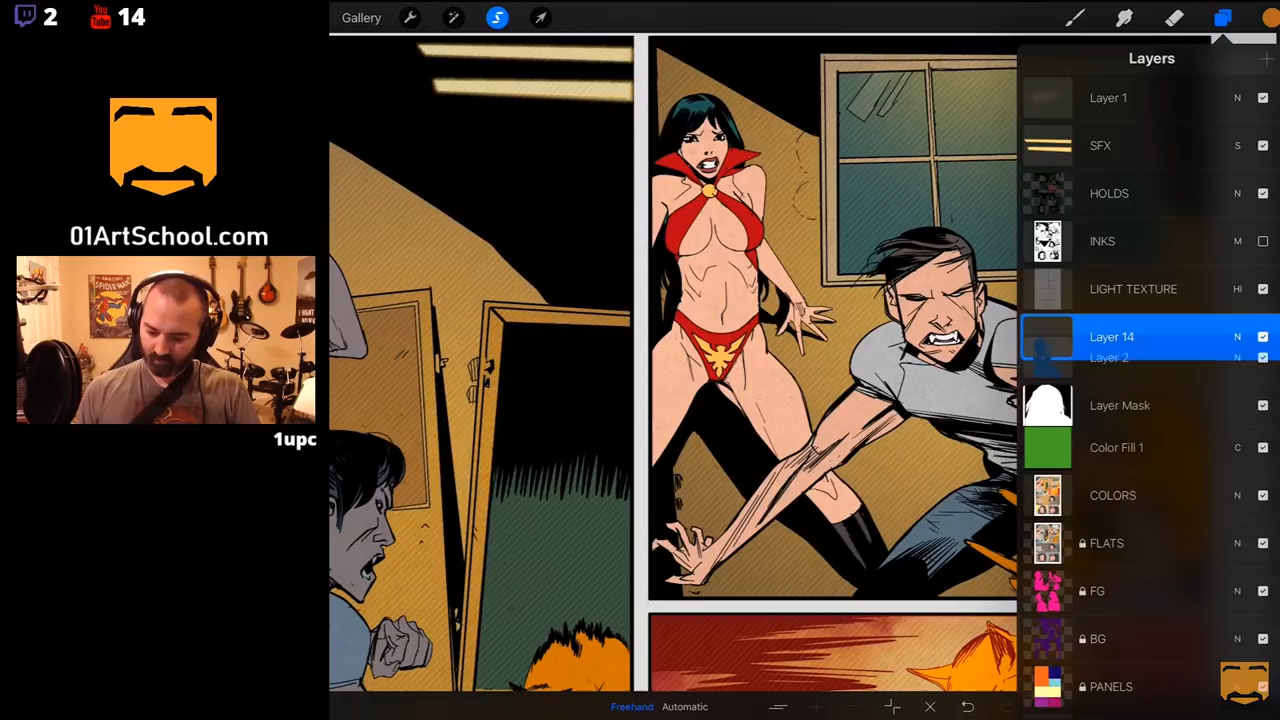 2
14
01ArtSchool.com
1upc
Gallery
Layers
Layer 1 N
SFX S
HOLDS N
INKS M
LIGHT TEXTURE HI
Layer 14 N
Layer 2 N
Layer Mask
Color Fill 1 C
COLORS N
FLATS N
FG N
BG N
PANELS
Freehand Automatic